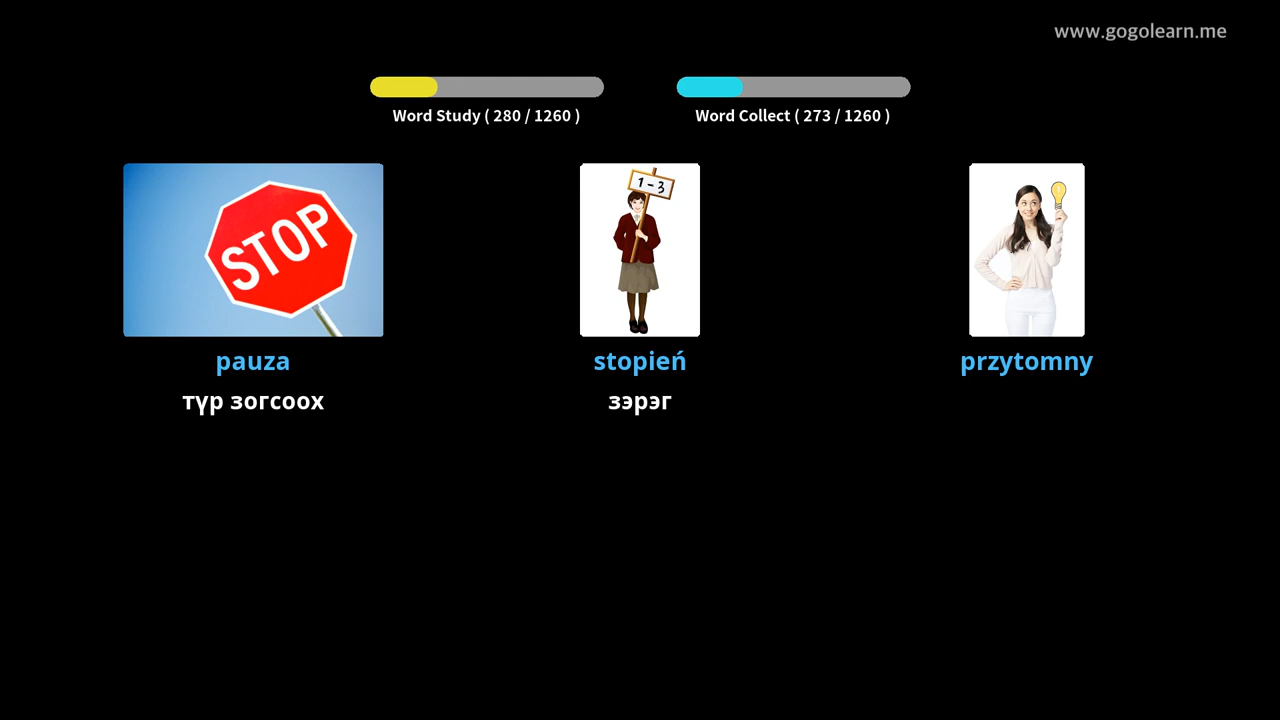 www.gogolearn.me
Word Study ( 280 / 1260 )
Word Collect ( 273 / 1260 )
STOP
1 - 3
pauza
stopień
przytomny
түр зогсоох
зэрэг